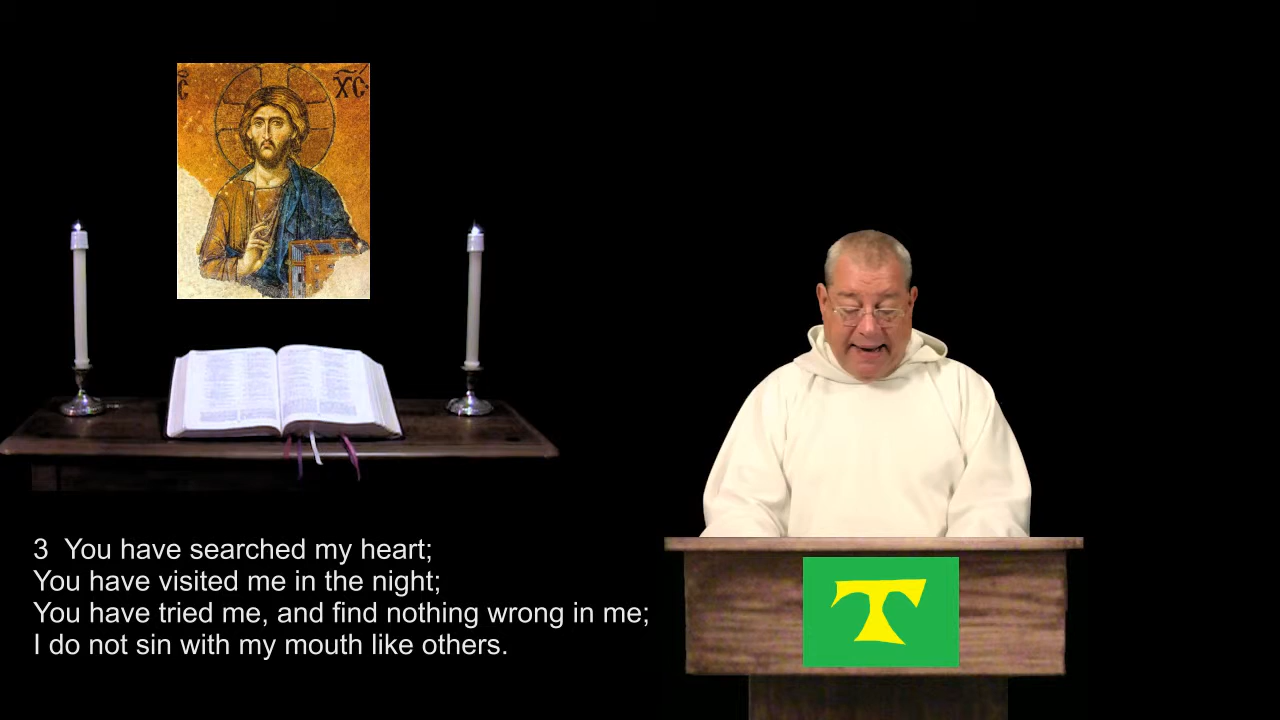 C̅
X̅C̅
3  You have searched my heart;
You have visited me in the night;
You have tried me, and find nothing wrong in me;
I do not sin with my mouth like others.
T